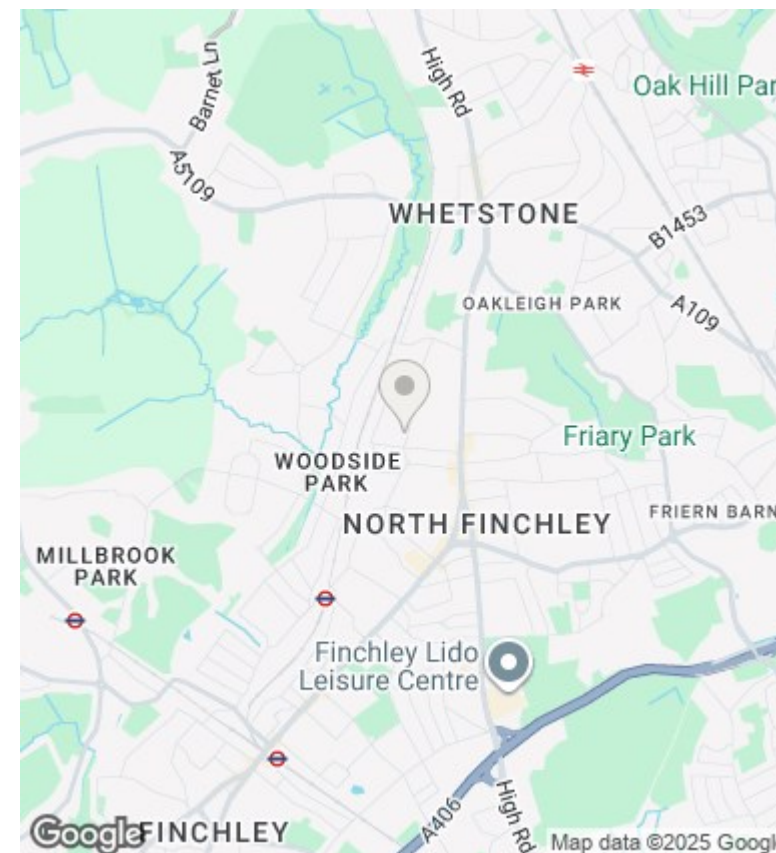 High Rd
Barnet Ln
Oak Hill Par
A5109
WHETSTONE
B1453
OAKLEIGH PARK
A109
Friary Park
WOODSIDE
PARK
NORTH FINCHLEY
FRIERN BARN
MILLBROOK
PARK
Finchley Lido
Leisure Centre
High Rd
A406
Google
FINCHLEY
Map data ©2025 Googl